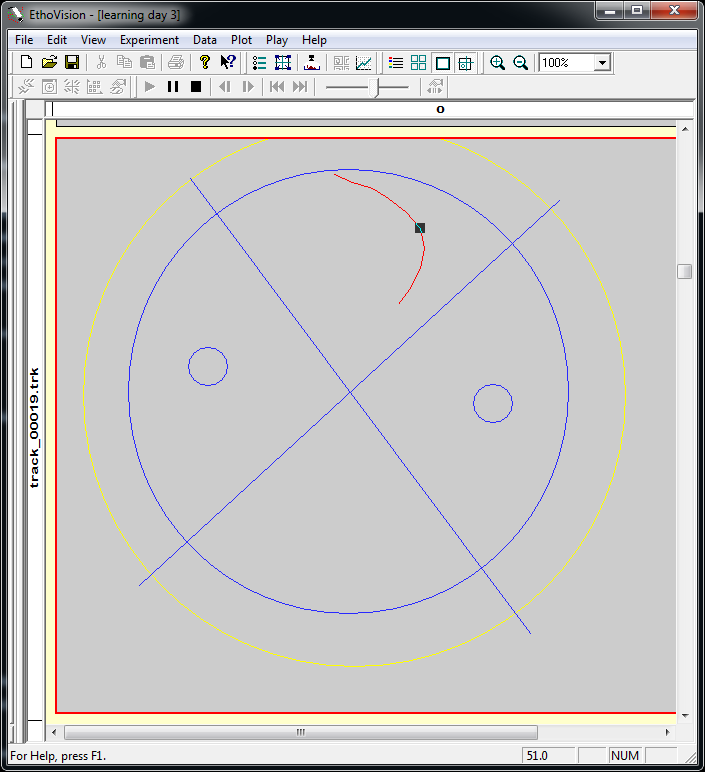 EthoVision - [learning day 3]
File Edit View Experiment Data Plot Play Help
100%
O
track_00019.trk
For Help, press F1.
51.0
NUM